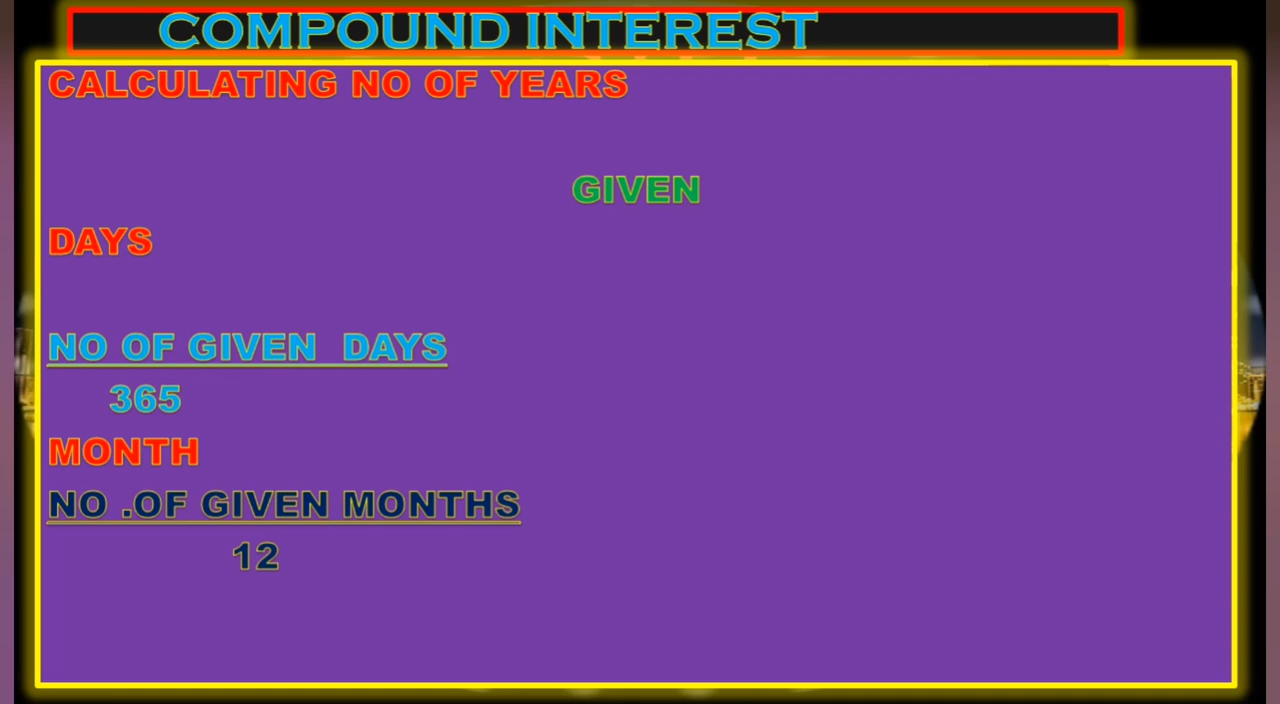 COMPOUND INTEREST
CALCULATING NO OF YEARS
GIVEN
DAYS
NO OF GIVEN DAYS
365
MONTH
NO .OF GIVEN MONTHS
12